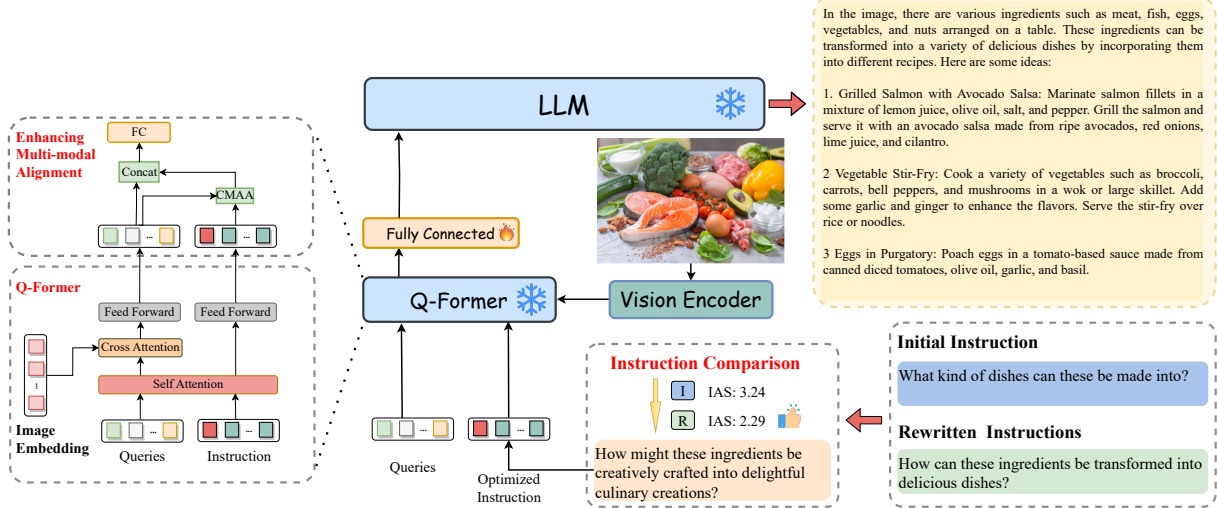 Enhancing
Multi-modal
Alignment
FC
Concat
CMAA
...
...
Q-Former
Feed Forward
Feed Forward
Cross Attention
Self Attention
Image
Embedding
...
...
Queries
Instruction
LLM
Fully Connected
Q-Former
Vision Encoder
...
...
Queries
Optimized
Instruction
In the image, there are various ingredients such as meat, fish, eggs,
vegetables, and nuts arranged on a table. These ingredients can be
transformed into a variety of delicious dishes by incorporating them
into different recipes. Here are some ideas:
1. Grilled Salmon with Avocado Salsa: Marinate salmon fillets in a
mixture of lemon juice, olive oil, salt, and pepper. Grill the salmon and
serve it with an avocado salsa made from ripe avocados, red onions,
lime juice, and cilantro.
2 Vegetable Stir-Fry: Cook a variety of vegetables such as broccoli,
carrots, bell peppers, and mushrooms in a wok or large skillet. Add
some garlic and ginger to enhance the flavors. Serve the stir-fry over
rice or noodles.
3 Eggs in Purgatory: Poach eggs in a tomato-based sauce made from
canned diced tomatoes, olive oil, garlic, and basil.
Instruction Comparison
I IAS: 3.24
R IAS: 2.29
How might these ingredients be
creatively crafted into delightful
culinary creations?
Initial Instruction
What kind of dishes can these be made into?
Rewritten Instructions
How can these ingredients be transformed into
delicious dishes?